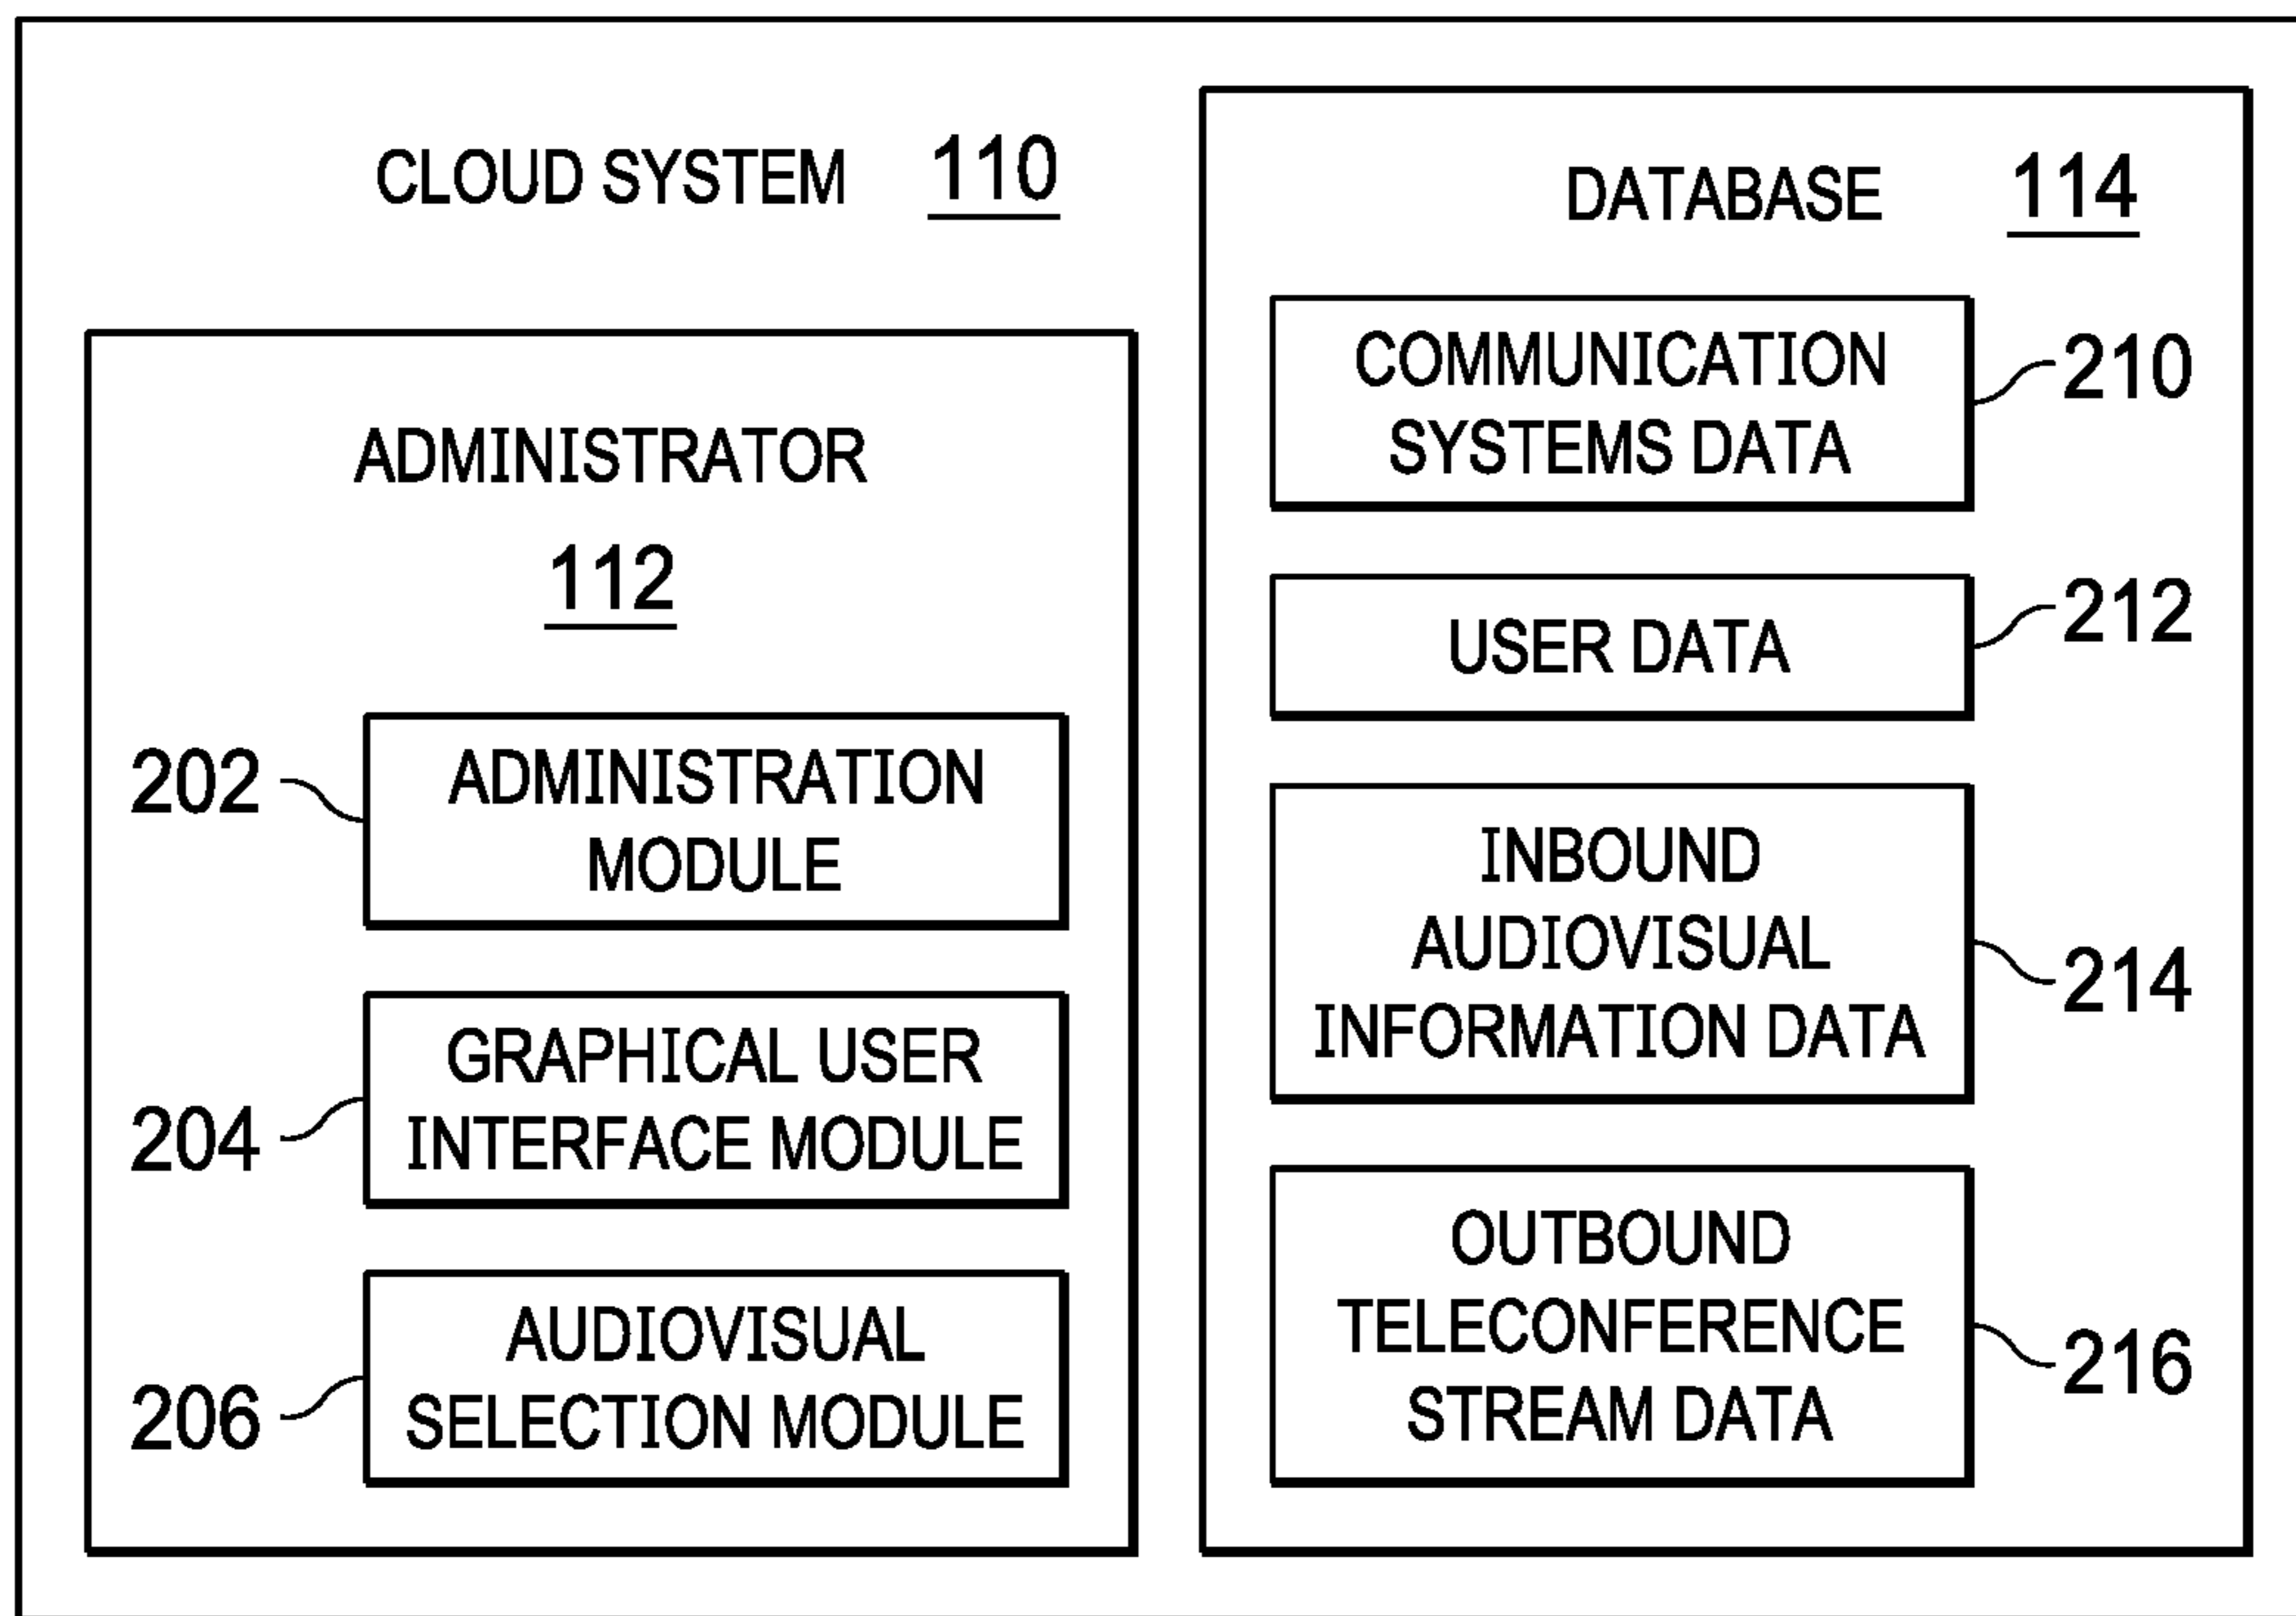 CLOUD SYSTEM 110
ADMINISTRATOR
112
202
ADMINISTRATION
MODULE
204
GRAPHICAL USER
INTERFACE MODULE
206
AUDIOVISUAL
SELECTION MODULE
DATABASE 114
COMMUNICATION
SYSTEMS DATA
210
USER DATA
212
INBOUND
AUDIOVISUAL
INFORMATION DATA
214
OUTBOUND
TELECONFERENCE
STREAM DATA
216